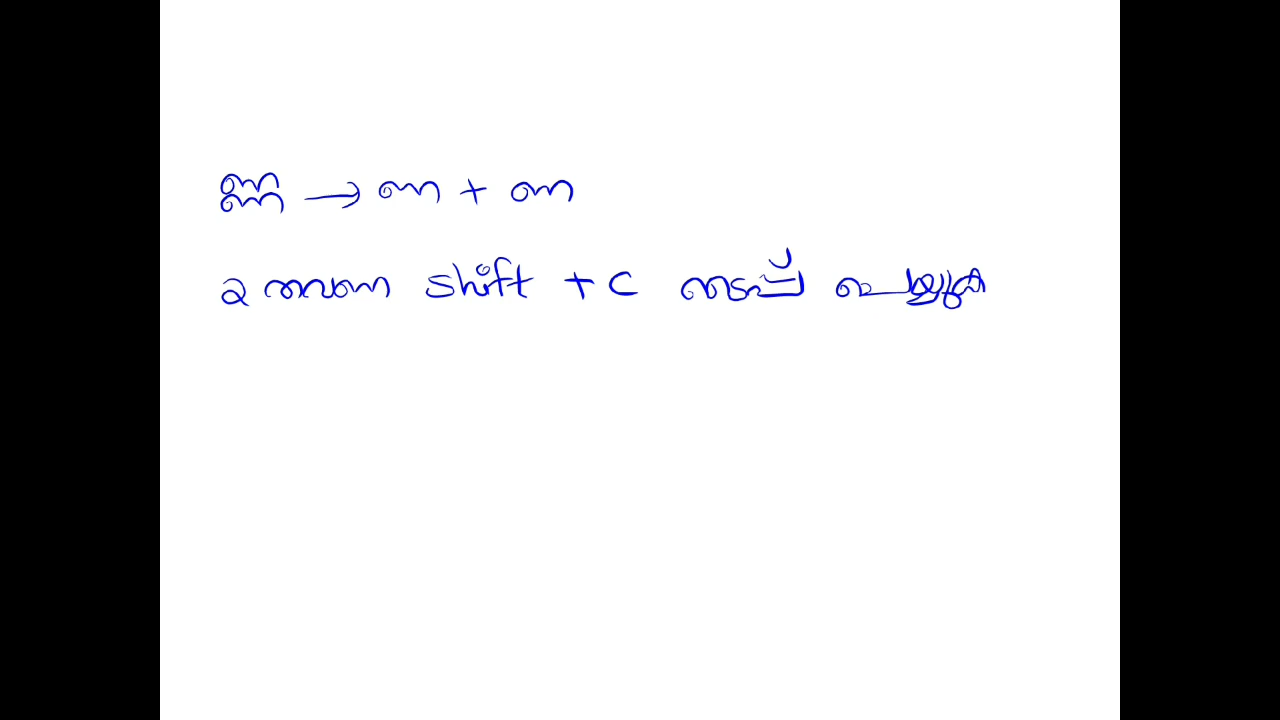 ണ്ണ → ണ + ണ
2 തവണ Shift + C ടൈപ്പ് ചെയ്യുക